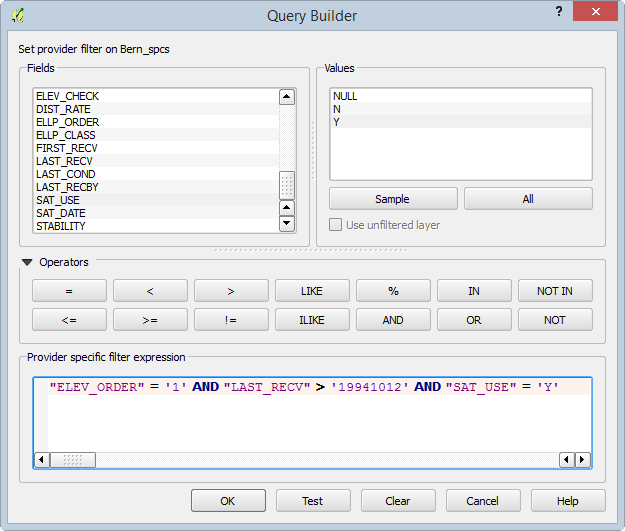 Query Builder
?
Set provider filter on Bern_spcs
Fields
ELEV_CHECK
DIST_RATE
ELLP_ORDER
ELLP_CLASS
FIRST_RECV
LAST_RECV
LAST_COND
LAST_RECBY
SAT_USE
SAT_DATE
STABILITY
Values
NULL
N
Y
Sample All
Use unfiltered layer
Operators
= < > LIKE % IN NOT IN
<= >= != ILIKE AND OR NOT
Provider specific filter expression
"ELEV_ORDER" = '1' AND "LAST_RECV" > '19941012' AND "SAT_USE" = 'Y'
OK Test Clear Cancel Help